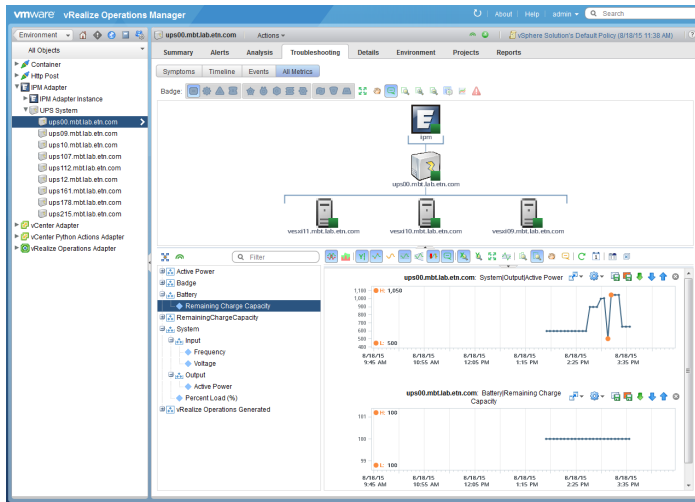 vmware vRealize Operations Manager
About Help admin Search
Environment
All Objects
Container
Http Post
IPM Adapter
IPM Adapter Instance
UPS System
ups00.mbt.lab.etn.com
ups09.mbt.lab.etn.com
ups10.mbt.lab.etn.com
ups107.mbt.lab.etn.com
ups112.mbt.lab.etn.com
ups12.mbt.lab.etn.com
ups161.mbt.lab.etn.com
ups178.mbt.lab.etn.com
ups215.mbt.lab.etn.com
vCenter Adapter
vCenter Python Actions Adapter
vRealize Operations Adapter
ups00.mbt.lab.etn.com Actions
vSphere Solution's Default Policy (8/18/15 11:38 AM)
Summary Alerts Analysis Troubleshooting Details Environment Projects Reports
Symptoms Timeline Events All Metrics
Badge:
ups00.mbt.lab.etn.com
vesxi11.mbt.lab.etn.com vesxi10.mbt.lab.etn.com vesxi09.mbt.lab.etn.com
Filter
Active Power
Badge
Battery
Remaining Charge Capacity
RemainingChargeCapacity
System
Input
Frequency
Voltage
Output
Active Power
Percent Load (%)
vRealize Operations Generated
ups00.mbt.lab.etn.com: System|Output|Active Power
H: 1,050
1,100
1,000
900
800
700
600
500
400
L: 500
8/18/15 8/18/15 8/18/15 8/18/15 8/18/15 8/18/15
9:45 AM 10:55 AM 12:05 PM 1:15 PM 2:25 PM 3:35 PM
ups00.mbt.lab.etn.com: Battery|Remaining Charge
Capacity
H: 100
101
100
99
L: 100
8/18/15 8/18/15 8/18/15 8/18/15 8/18/15 8/18/15
9:45 AM 10:55 AM 12:05 PM 1:15 PM 2:25 PM 3:35 PM